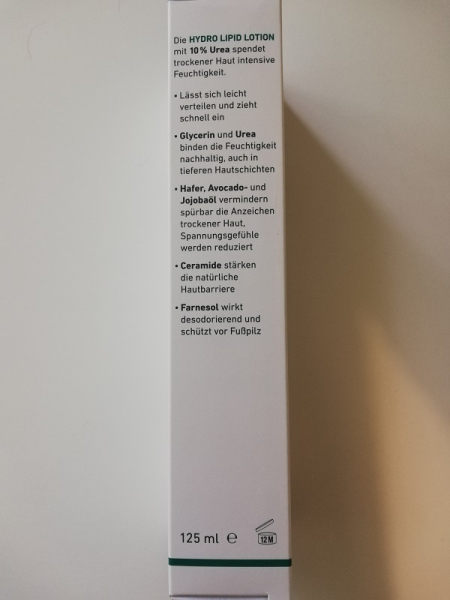 Die HYDRO LIPID LOTION
mit 10 % Urea spendet
trockener Haut intensive
Feuchtigkeit.
• Lässt sich leicht
verteilen und zieht
schnell ein
• Glycerin und Urea
binden die Feuchtigkeit
nachhaltig, auch in
tieferen Hautschichten
• Hafer, Avocado- und
Jojobaöl vermindern
spürbar die Anzeichen
trockener Haut,
Spannungsgefühle
werden reduziert
• Ceramide stärken
die natürliche
Hautbarriere
• Farnesol wirkt
desodorierend und
schützt vor Fußpilz
125 ml ℮ 12 M